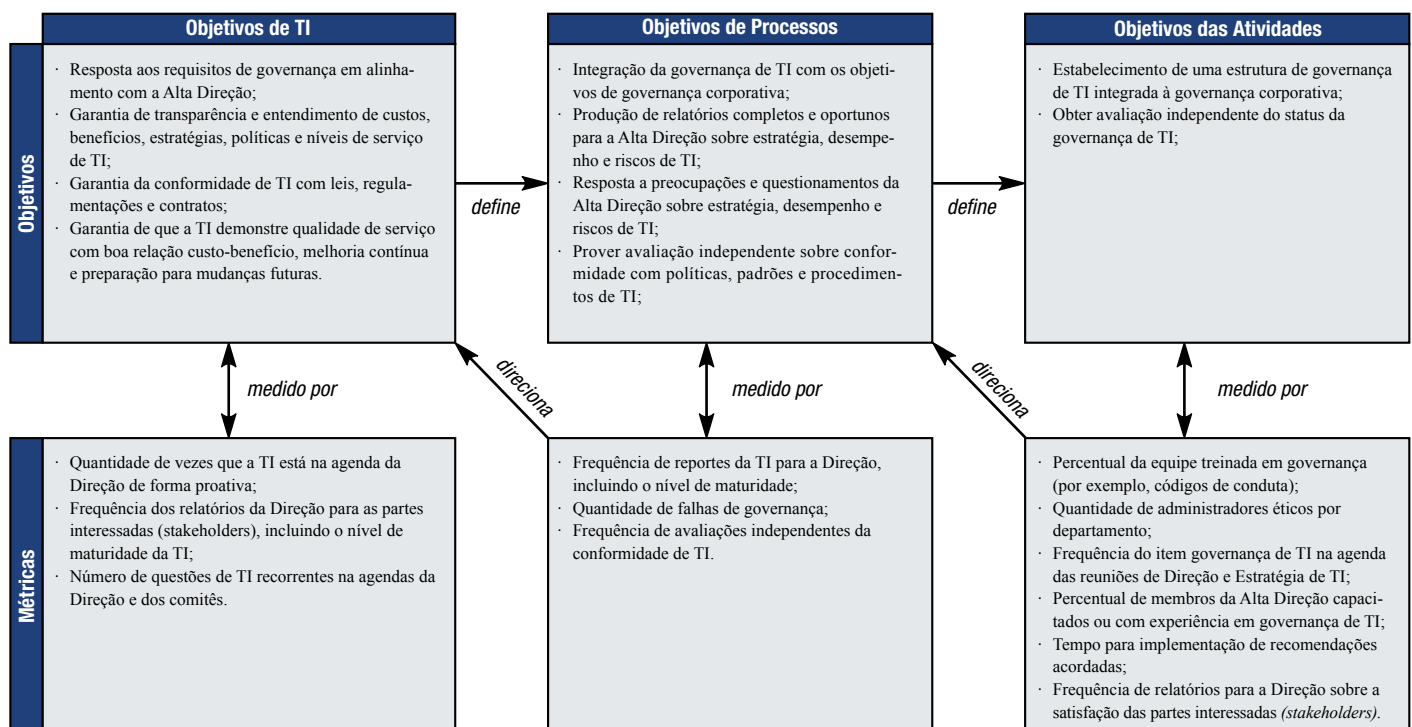 Objetivos de TI
Objetivos de Processos
Objetivos das Atividades
Objetivos
· Resposta aos requisitos de governança em alinha-
mento com a Alta Direção;
· Garantia de transparência e entendimento de custos,
benefícios, estratégias, políticas e níveis de serviço
de TI;
· Garantia da conformidade de TI com leis, regula-
mentações e contratos;
· Garantia de que a TI demonstre qualidade de serviço
com boa relação custo-benefício, melhoria contínua
e preparação para mudanças futuras.
define
· Integração da governança de TI com os objeti-
vos de governança corporativa;
· Produção de relatórios completos e oportunos
para a Alta Direção sobre estratégia, desempe-
nho e riscos de TI;
· Resposta a preocupações e questionamentos da
Alta Direção sobre estratégia, desempenho e
riscos de TI;
· Prover avaliação independente sobre confor-
midade com políticas, padrões e procedimen-
tos de TI;
define
· Estabelecimento de uma estrutura de governança
de TI integrada à governança corporativa;
· Obter avaliação independente do status da
governança de TI;
medido por
direciona
medido por
direciona
medido por
Métricas
· Quantidade de vezes que a TI está na agenda da
Direção de forma proativa;
· Frequência dos relatórios da Direção para as partes
interessadas (stakeholders), incluindo o nível de
maturidade da TI;
· Número de questões de TI recorrentes na agendas da
Direção e dos comitês.
· Frequência de reportes da TI para a Direção,
incluindo o nível de maturidade;
· Quantidade de falhas de governança;
· Frequência de avaliações independentes da
conformidade de TI.
· Percentual da equipe treinada em governança
(por exemplo, códigos de conduta);
· Quantidade de administradores éticos por
departamento;
· Frequência do item governança de TI na agenda
das reuniões de Direção e Estratégia de TI;
· Percentual de membros da Alta Direção capaci-
tados ou com experiência em governança de TI;
· Tempo para implementação de recomendações
acordadas;
· Frequência de relatórios para a Direção sobre a
satisfação das partes interessadas (stakeholders).